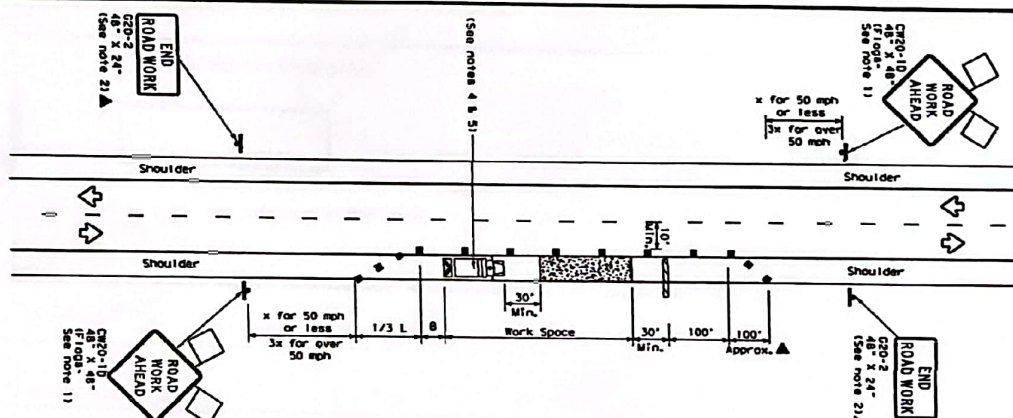 END
ROAD WORK
G20-2
48" X 24"
(See note 2)▲
(See notes 4 & 5)
CW20-1D
48" X 48"
(Flags-
See note 1)
ROAD
WORK
AHEAD
x for 50 mph
or less
3x for over
50 mph
Shoulder
Shoulder
10'
Min.
Shoulder
Shoulder
30'
Min.
x for 50 mph
or less
3x for over
50 mph
1/3 L
B
Work Space
30'
Min.
100'
100'
Approx. ▲
CW20-1D
48" X 48"
(Flags-
See note 1)
ROAD
WORK
AHEAD
END
ROAD WORK
G20-2
48" X 24"
(See note 2)